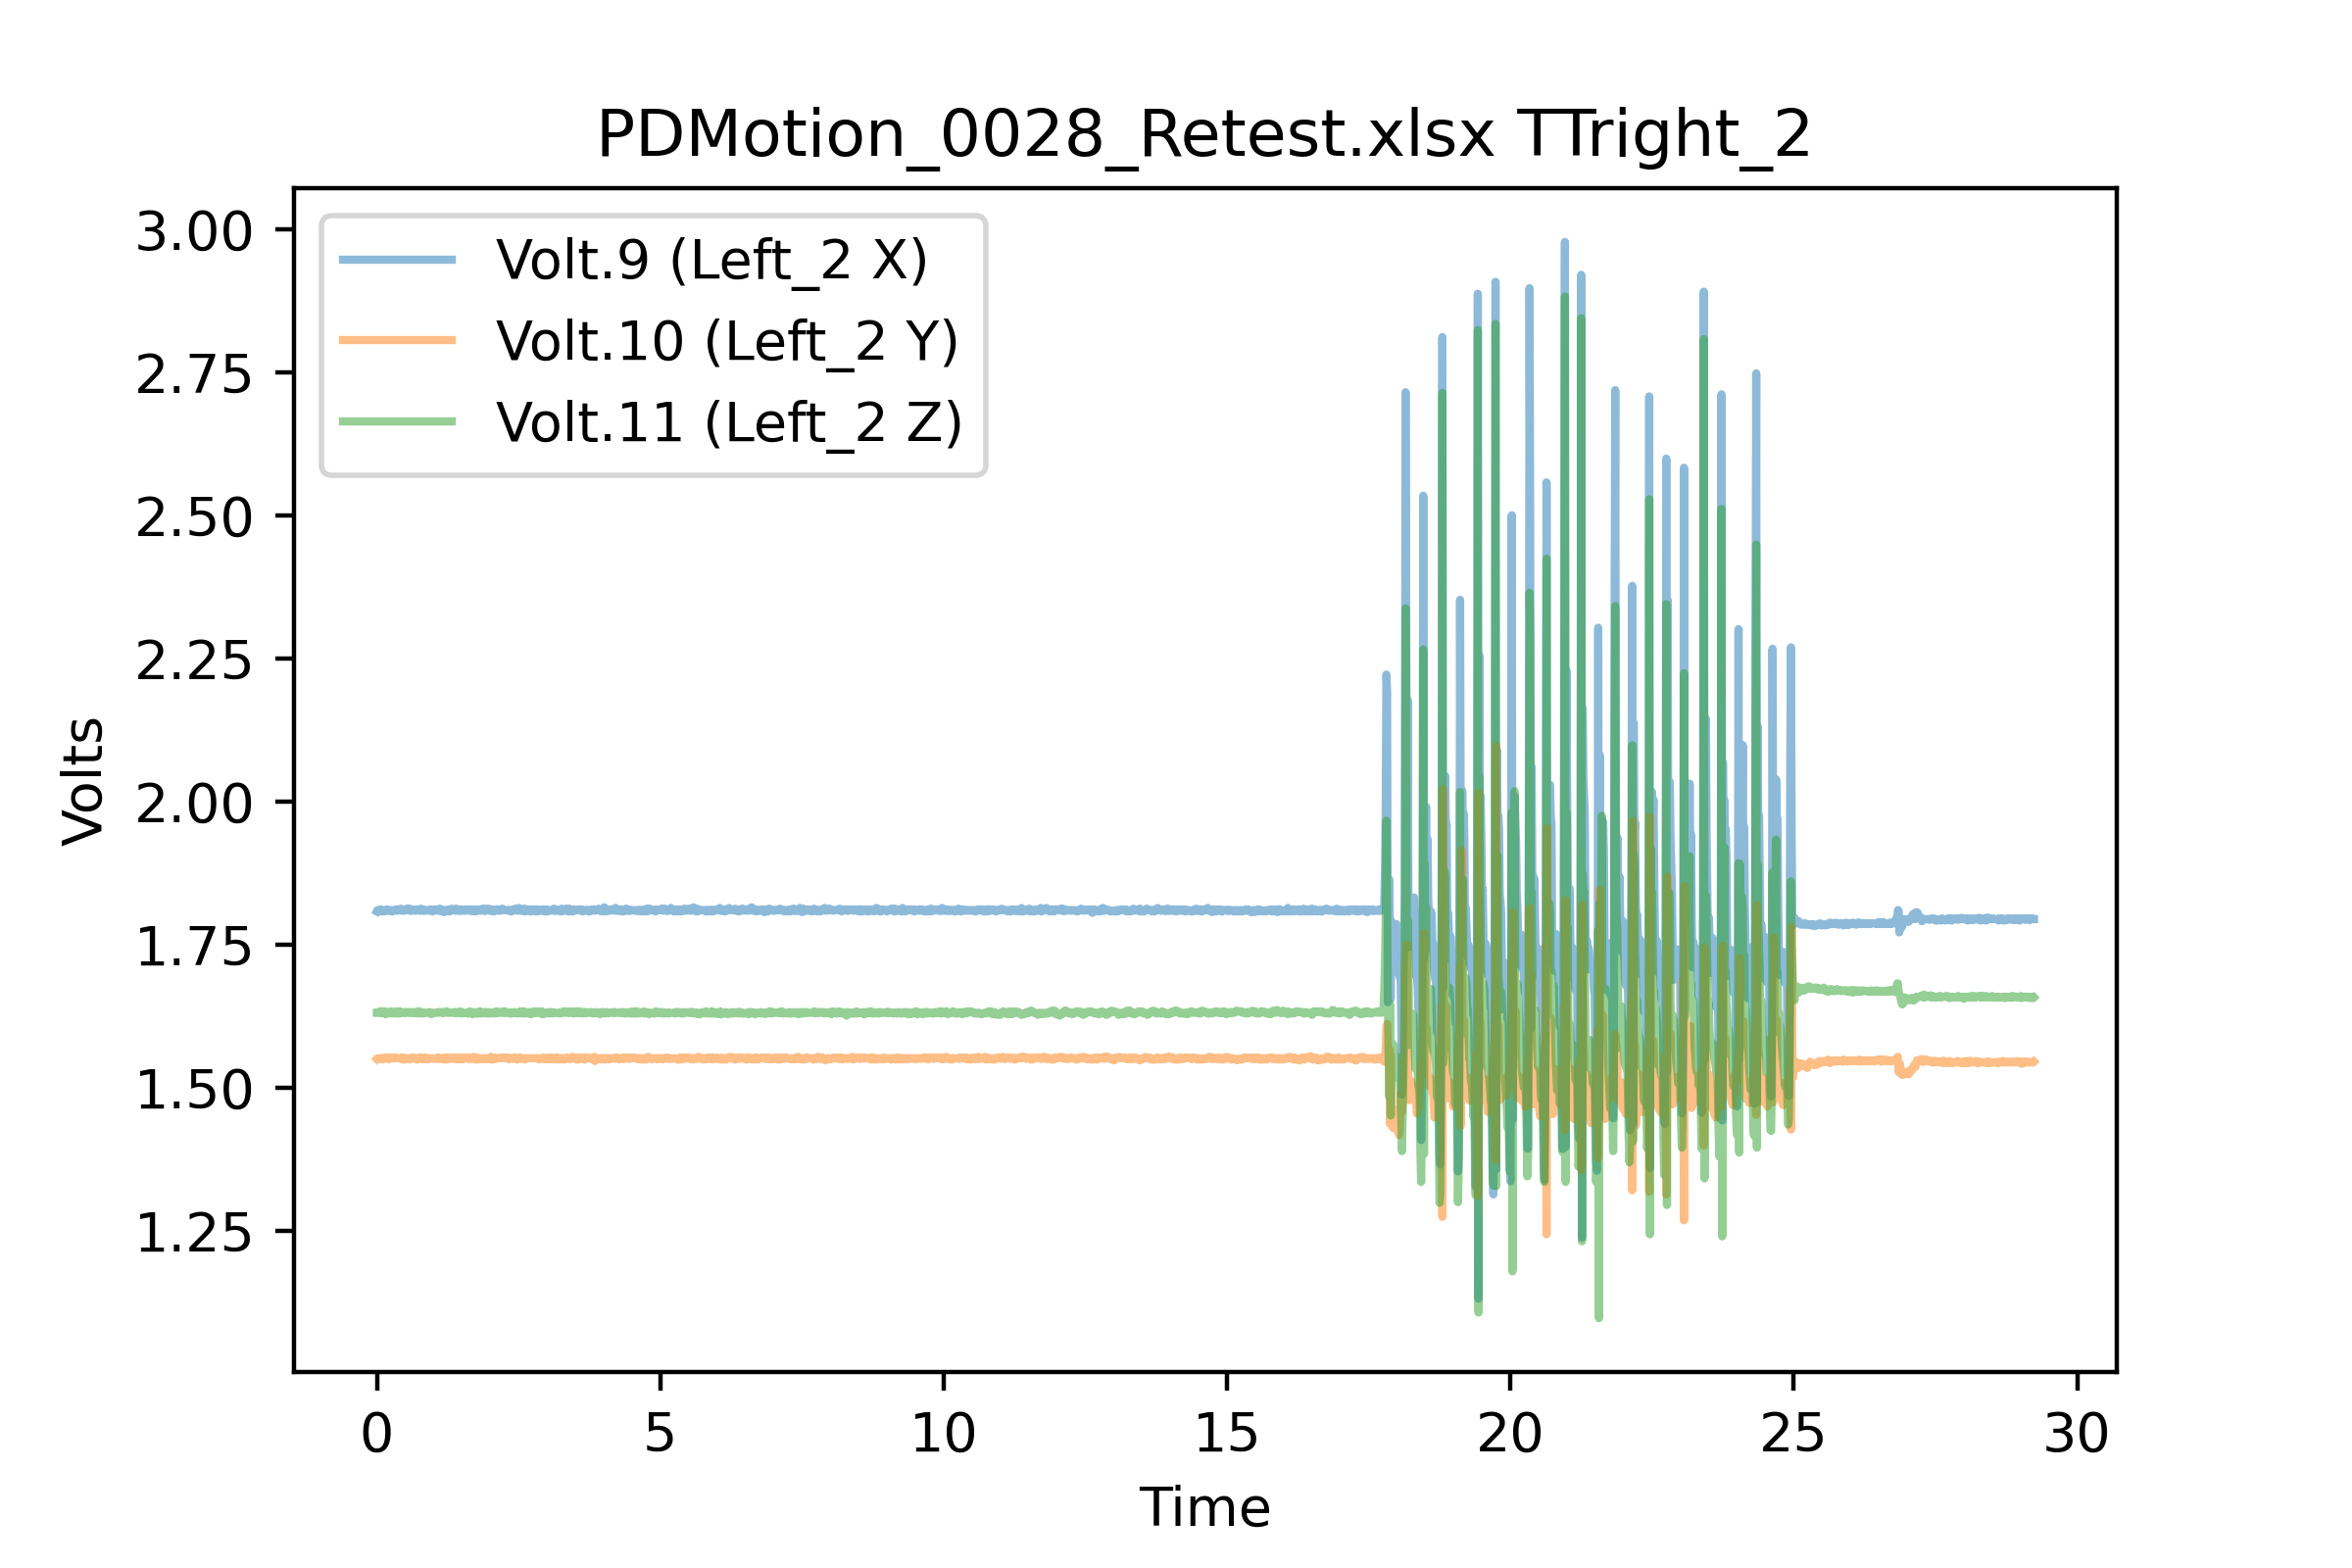 PDMotion_0028_Retest.xlsx TTright_2
Volt.9 (Left_2 X)
Volt.10 (Left_2 Y)
Volt.11 (Left_2 Z)
3.00
2.75
2.50
2.25
2.00
1.75
1.50
1.25
Volts
0 5 10 15 20 25 30
Time